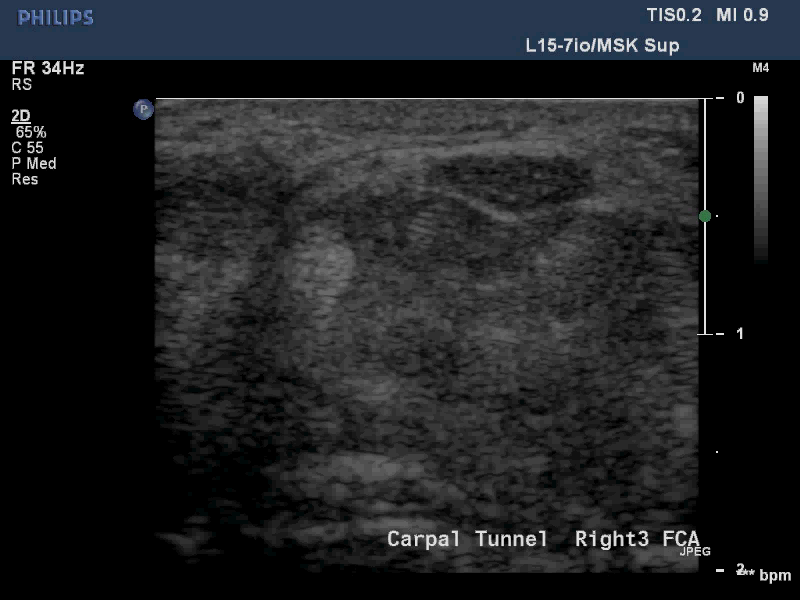 PHILIPS
TIS0.2 MI 0.9
L15-7io/MSK Sup
FR 34Hz
RS
M4
P
0
2D
65%
C 55
P Med
Res
1
Carpal Tunnel Right3 FCA
JPEG
2
*** bpm